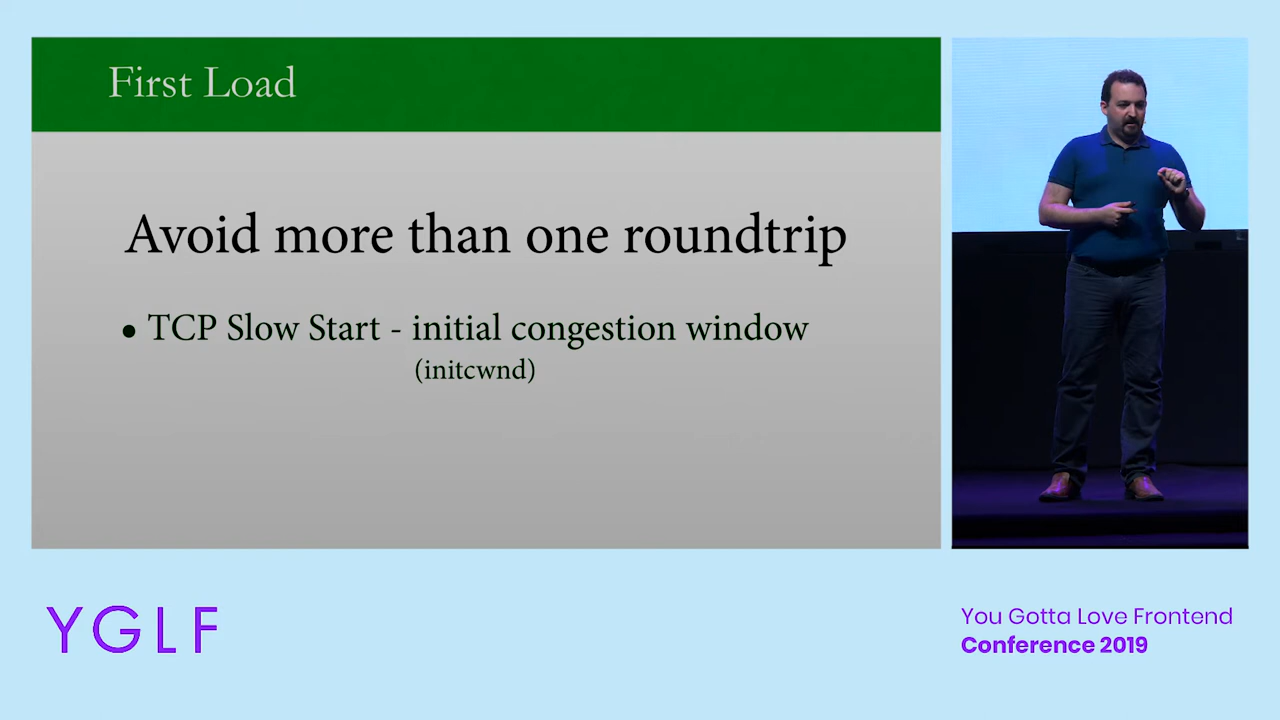 First Load
Avoid more than one roundtrip
• TCP Slow Start - initial congestion window
(initcwnd)
YGLF
You Gotta Love Frontend
Conference 2019